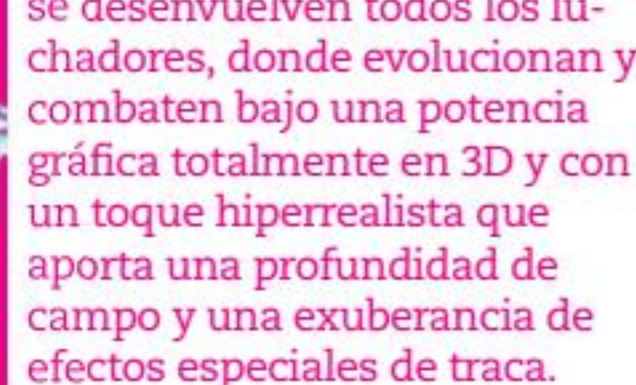 se desenvuelven todos los lu-
chadores, donde evolucionan y
combaten bajo una potencia
gráfica totalmente en 3D y con
un toque hiperrealista que
aporta una profundidad de
campo y una exuberancia de
efectos especiales de traca.